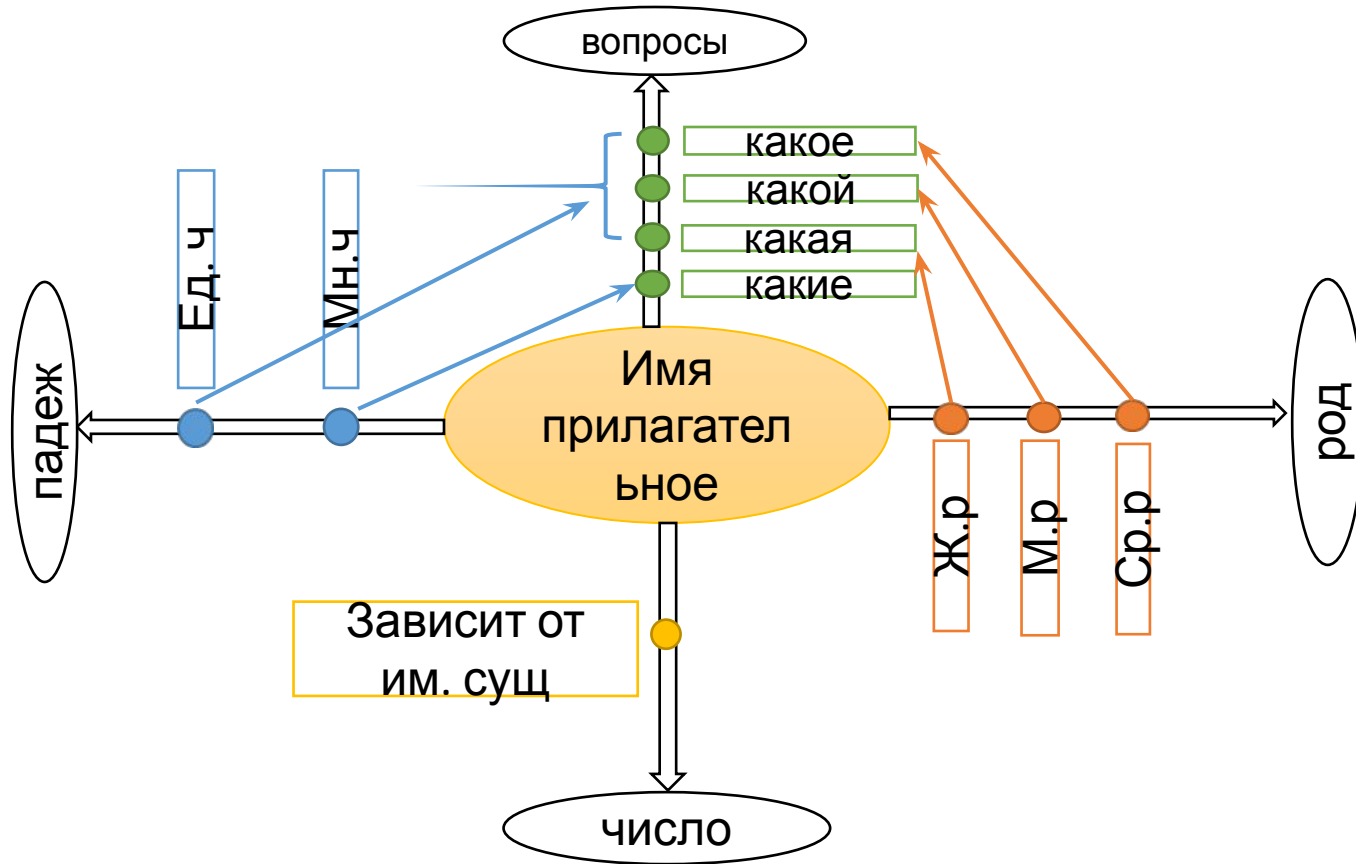 вопросы
какое
какой
какая
какие
Ед. ч
Мн.ч
падеж
Имя
прилагател
ьное
род
Ж.р
М.р
Ср.р
Зависит от
им. сущ
число